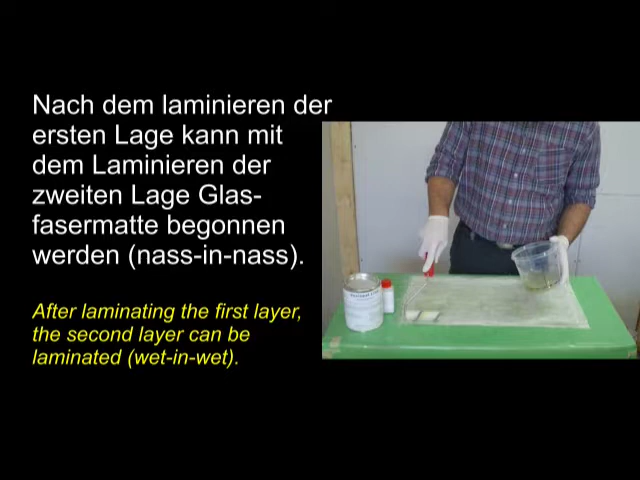 Nach dem laminieren der
ersten Lage kann mit
dem Laminieren der
zweiten Lage Glas-
fasermatte begonnen
werden (nass-in-nass).
After laminating the first layer,
the second layer can be
laminated (wet-in-wet).